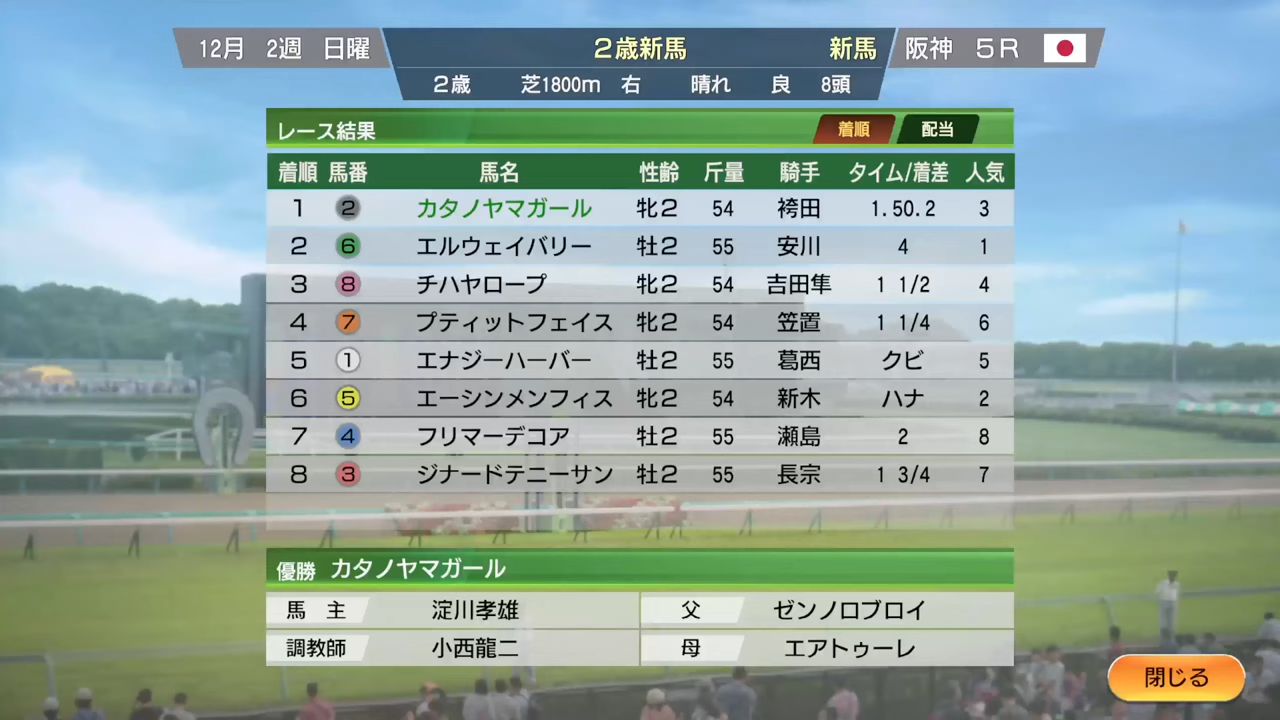 12月 2週 日曜 2歳新馬 新馬 阪神 5R
2歳 芝1800m 右 晴れ 良 8頭
レース結果 着順 配当
着順 馬番 馬名 性齢 斤量 騎手 タイム/着差 人気
1 2 カタノヤマガール 牝2 54 袴田 1.50.2 3
2 6 エルウェイバリー 牡2 55 安川 4 1
3 8 チハヤロープ 牝2 54 吉田隼 1 1/2 4
4 7 プティットフェイス 牝2 54 笠置 1 1/4 6
5 1 エナジーハーバー 牡2 55 葛西 クビ 5
6 5 エーシンメンフィス 牝2 54 新木 ハナ 2
7 4 フリマーデコア 牡2 55 瀬島 2 8
8 3 ジナードテニーサン 牡2 55 長宗 1 3/4 7
優勝 カタノヤマガール
馬主 淀川孝雄 父 ゼンノロブロイ
調教師 小西龍二 母 エアトゥーレ
閉じる